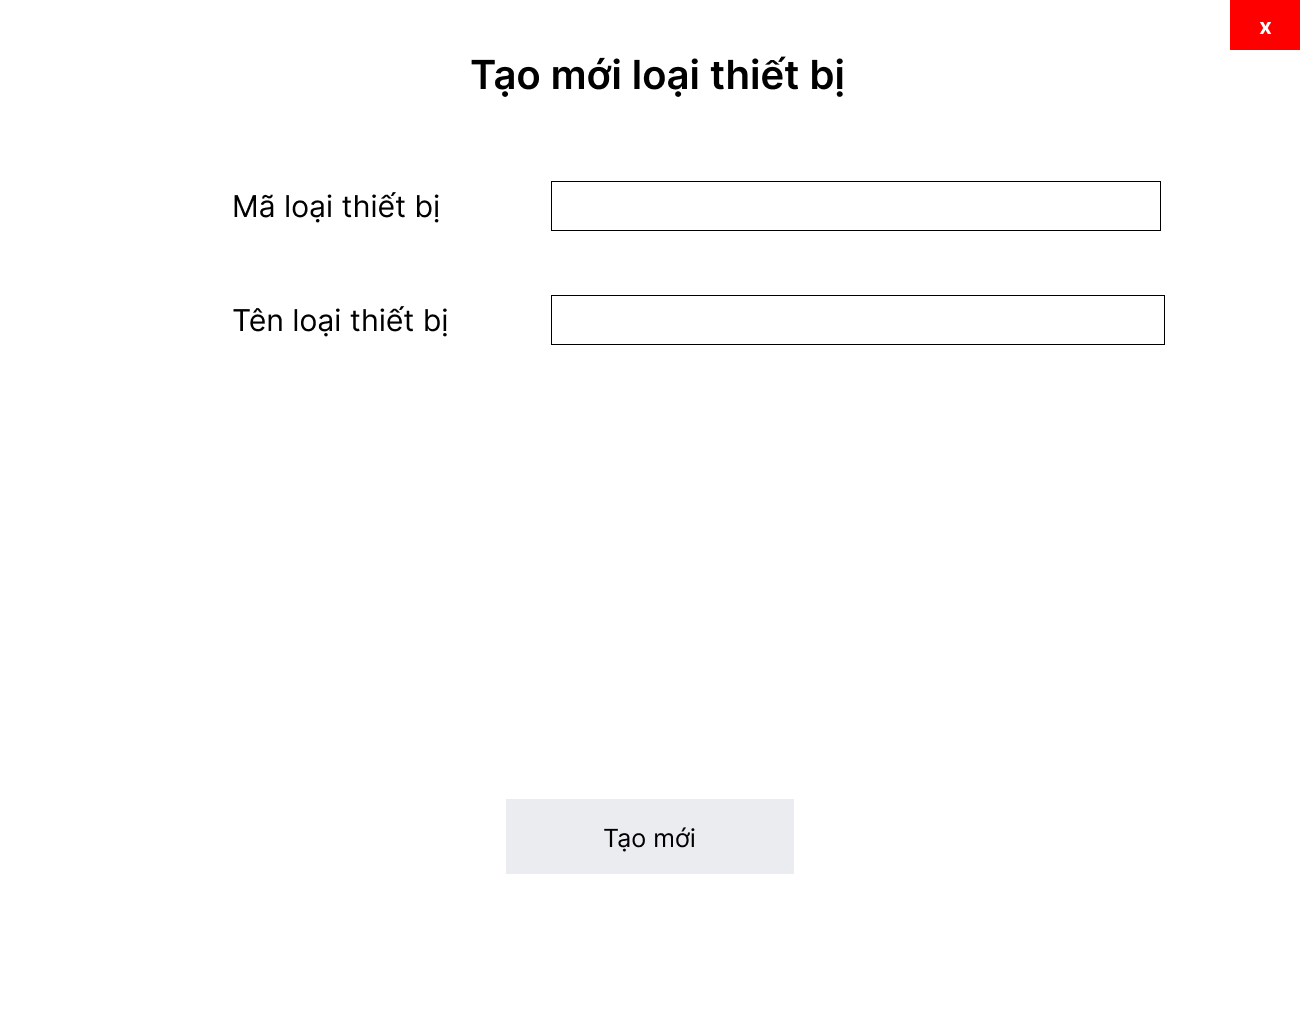 x
Tạo mới loại thiết bị
Mã loại thiết bị
Tên loại thiết bị
Tạo mới